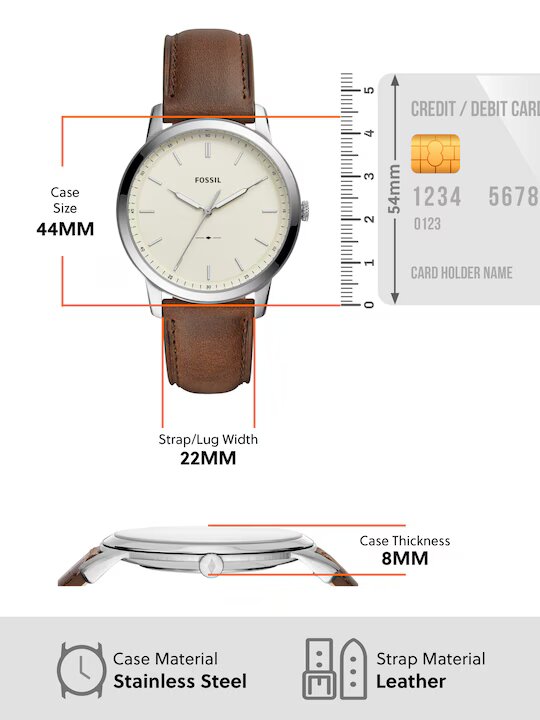 5
4
3
2
1
0
54mm
CREDIT / DEBIT CARD
1234 5678
0123
CARD HOLDER NAME
FOSSIL
Case
Size
44MM
Strap/Lug Width
22MM
Case Thickness
8MM
Case Material
Stainless Steel
Strap Material
Leather